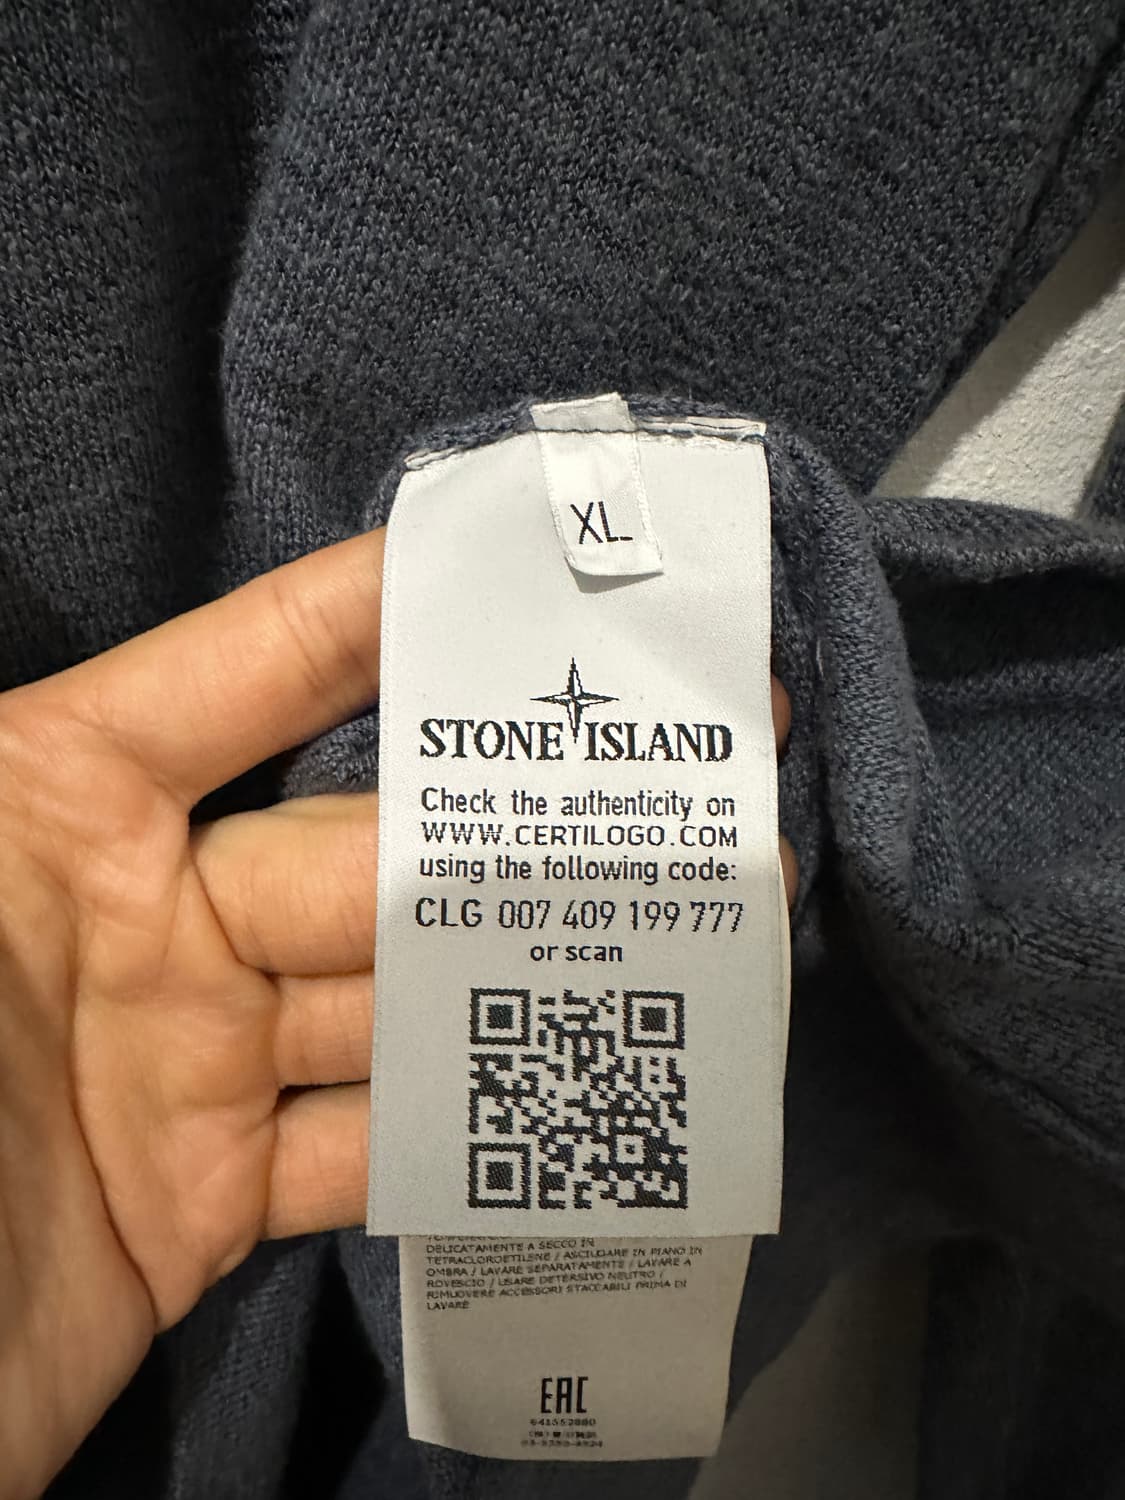 XL
STONE ISLAND
Check the authenticity on
WWW.CERTILOGO.COM
using the following code:
CLG 007 409 199 777
or scan
DELICATAMENTE A SECCO IN
TETRACLOROETILENE / ASCIUGARE IN PIANO IN
OMBRA / LAVARE SEPARATAMENTE / LAVARE A
ROVESCIO / USARE DETERSIVO NEUTRO /
RIMUOVERE ACCESSORI STACCABILI PRIMA DI
LAVARE
EAC